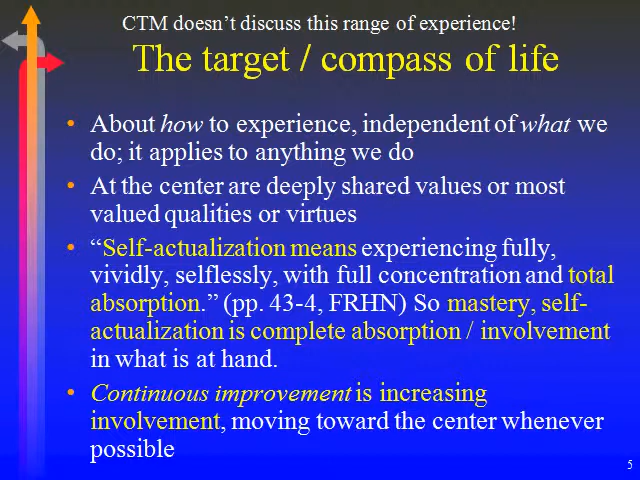 CTM doesn't discuss this range of experience!
The target / compass of life
• About how to experience, independent of what we
do; it applies to anything we do
• At the center are deeply shared values or most
valued qualities or virtues
• “Self-actualization means experiencing fully,
vividly, selflessly, with full concentration and total
absorption.” (pp. 43-4, FRHN) So mastery, self-
actualization is complete absorption / involvement
in what is at hand.
• Continuous improvement is increasing
involvement, moving toward the center whenever
possible
5